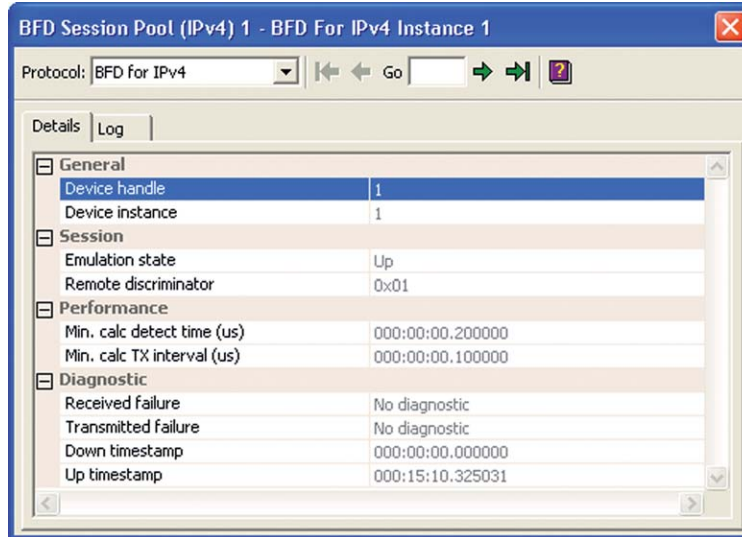 BFD Session Pool (IPv4) 1 - BFD For IPv4 Instance 1
Protocol: BFD for IPv4 Go
Details Log
General
Device handle 1
Device instance 1
Session
Emulation state Up
Remote discriminator 0x01
Performance
Min. calc detect time (us) 000:00:00.200000
Min. calc TX interval (us) 000:00:00.100000
Diagnostic
Received failure No diagnostic
Transmitted failure No diagnostic
Down timestamp 000:00:00.000000
Up timestamp 000:15:10.325031